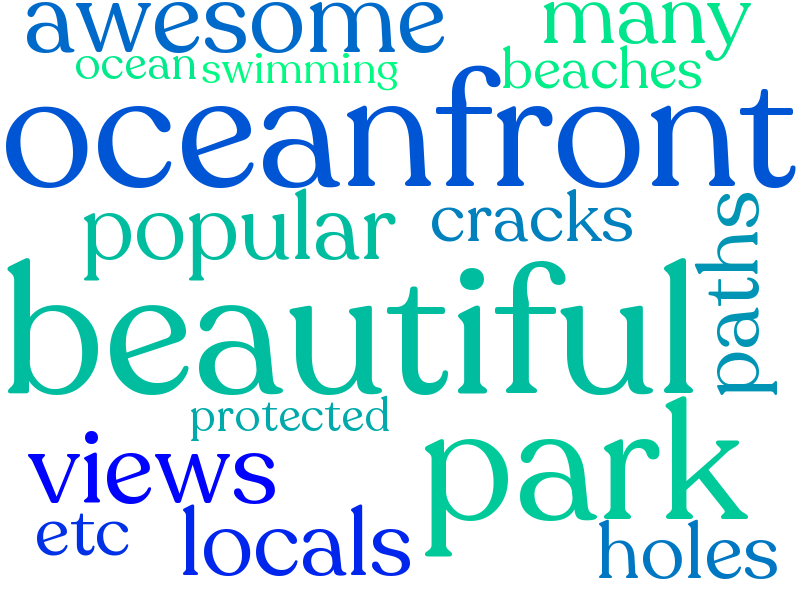 awesome many
ocean swimming beaches
oceanfront
popular cracks paths
beautiful
protected
views park
etc locals holes